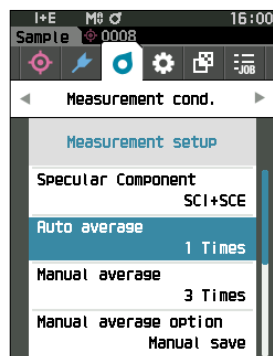 I+E M 16:00
Sample 0008
-JOB
Measurement cond.
Measurement setup
Specular Component
SCI+SCE
Auto average
1 Times
Manual average
3 Times
Manual average option
Manual save